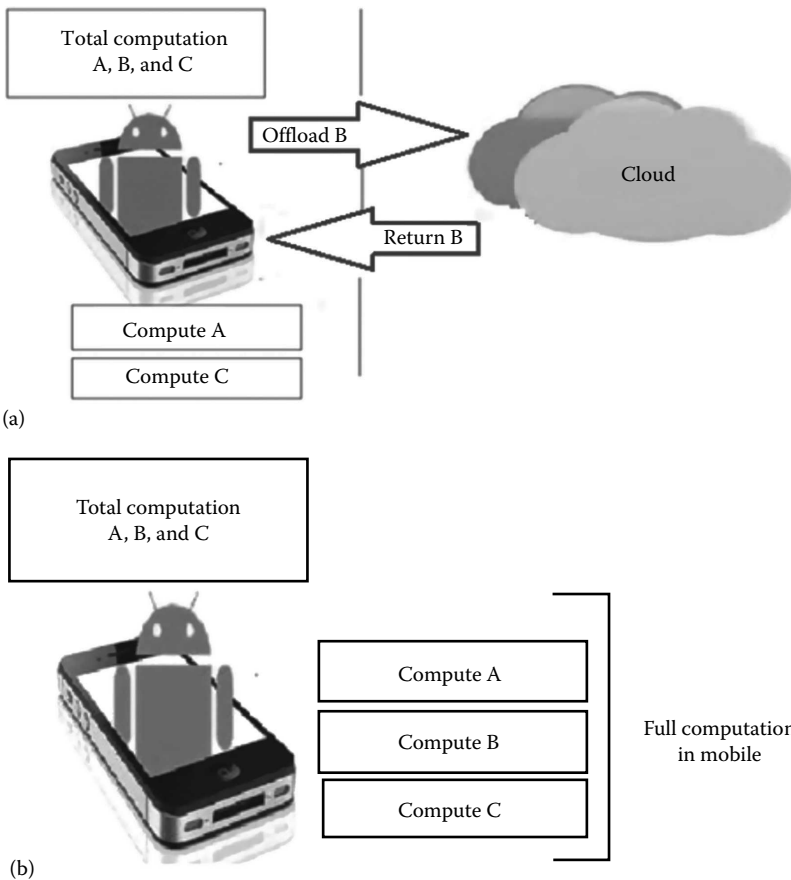 Total computation
A, B, and C
Offload B
Cloud
Return B
Compute A
Compute C
(a)
Total computation
A, B, and C
Compute A
Compute B
Compute C
Full computation
in mobile
(b)